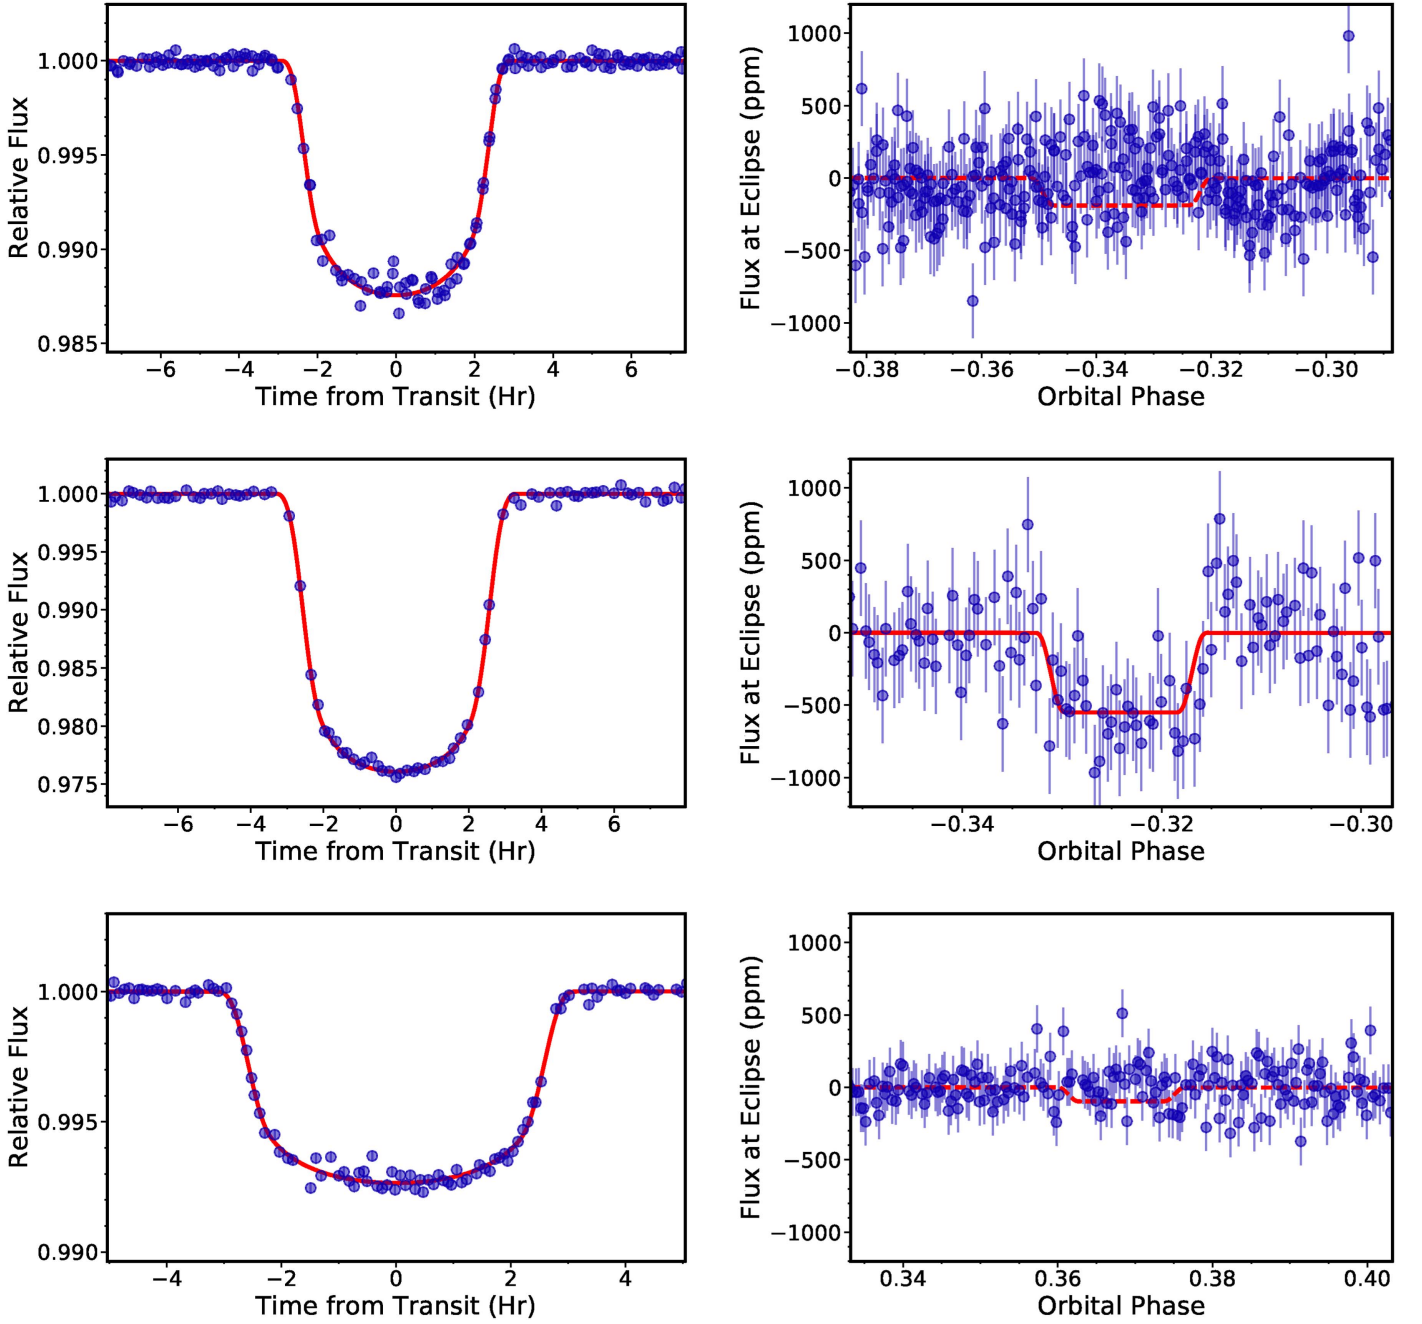 1.000
0.995
0.990
0.985
Relative Flux
−6 −4 −2 0 2 4 6
Time from Transit (Hr)
1000
500
0
−500
−1000
Flux at Eclipse (ppm)
−0.38 −0.36 −0.34 −0.32 −0.30
Orbital Phase
1.000
0.995
0.990
0.985
0.980
0.975
Relative Flux
−6 −4 −2 0 2 4 6
Time from Transit (Hr)
1000
500
0
−500
−1000
Flux at Eclipse (ppm)
−0.34 −0.32 −0.30
Orbital Phase
1.000
0.995
0.990
Relative Flux
−4 −2 0 2 4
Time from Transit (Hr)
1000
500
0
−500
−1000
Flux at Eclipse (ppm)
0.34 0.36 0.38 0.40
Orbital Phase